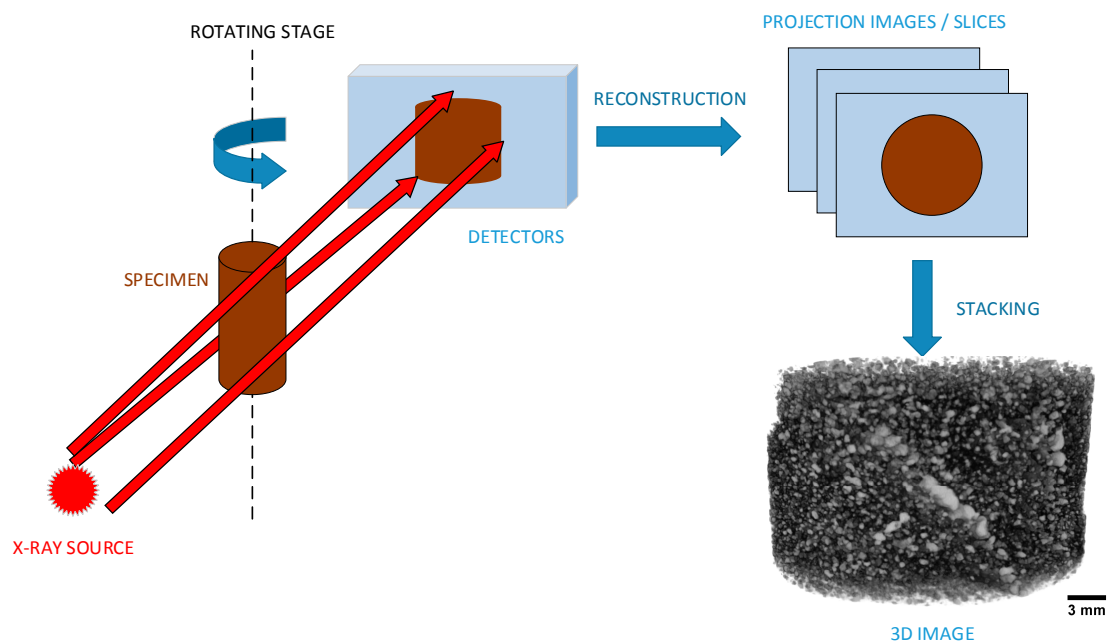 ROTATING STAGE
PROJECTION IMAGES / SLICES
RECONSTRUCTION
DETECTORS
SPECIMEN
STACKING
X-RAY SOURCE
3 mm
3D IMAGE